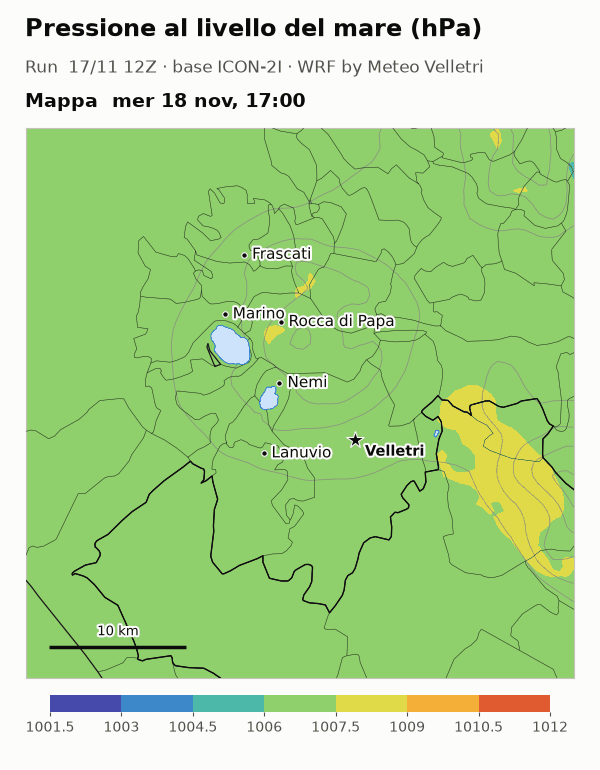 Pressione al livello del mare (hPa)
Run  17/11 12Z · base ICON-2I · WRF by Meteo Velletri
Mappa  mer 18 nov, 17:00
Frascati
Marino
Rocca di Papa
Nemi
Velletri
Lanuvio
10 km
1001.5 1003 1004.5 1006 1007.5 1009 1010.5 1012